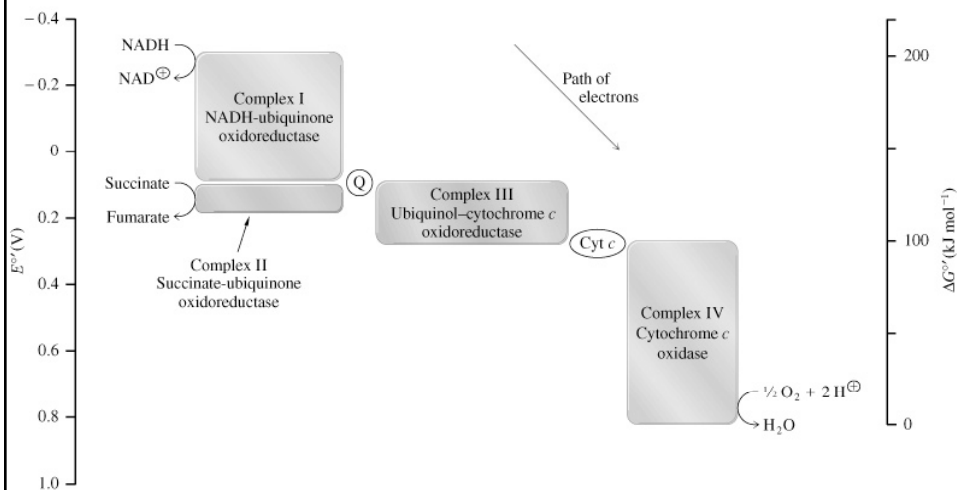 −0.4
−0.2
0
0.2
0.4
0.6
0.8
1.0
E°′(V)
NADH
NAD⊕
Complex I
NADH-ubiquinone
oxidoreductase
Succinate
Fumarate
Complex II
Succinate-ubiquinone
oxidoreductase
Q
Complex III
Ubiquinol–cytochrome c
oxidoreductase
Cyt c
Path of
electrons
Complex IV
Cytochrome c
oxidase
½ O₂ + 2 H⊕
H₂O
200
100
0
ΔG°′(kJ mol⁻¹)